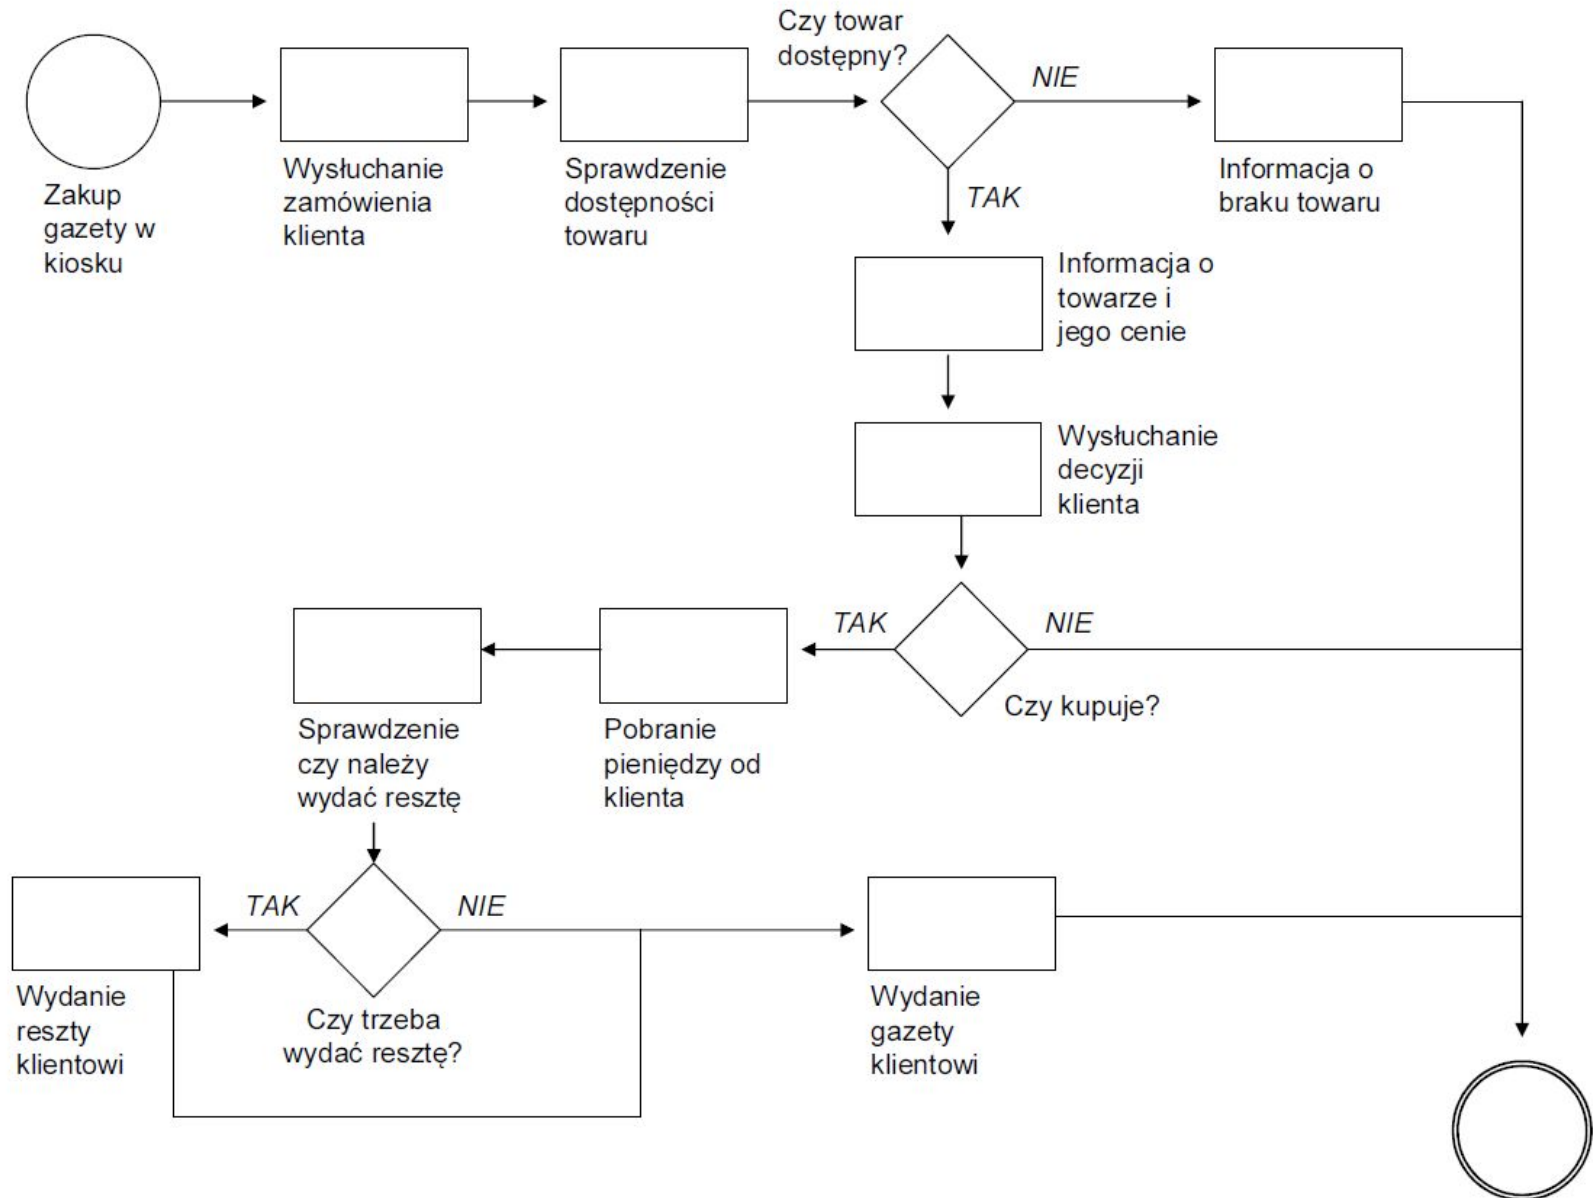 Czy towar
dostępny?
NIE
Zakup
gazety w
kiosku
Wysłuchanie
zamówienia
klienta
Sprawdzenie
dostępności
towaru
TAK
Informacja o
braku towaru
Informacja o
towarze i
jego cenie
Wysłuchanie
decyzji
klienta
TAK
NIE
Czy kupuje?
Sprawdzenie
czy należy
wydać resztę
Pobranie
pieniędzy od
klienta
TAK
NIE
Wydanie
reszty
klientowi
Czy trzeba
wydać resztę?
Wydanie
gazety
klientowi